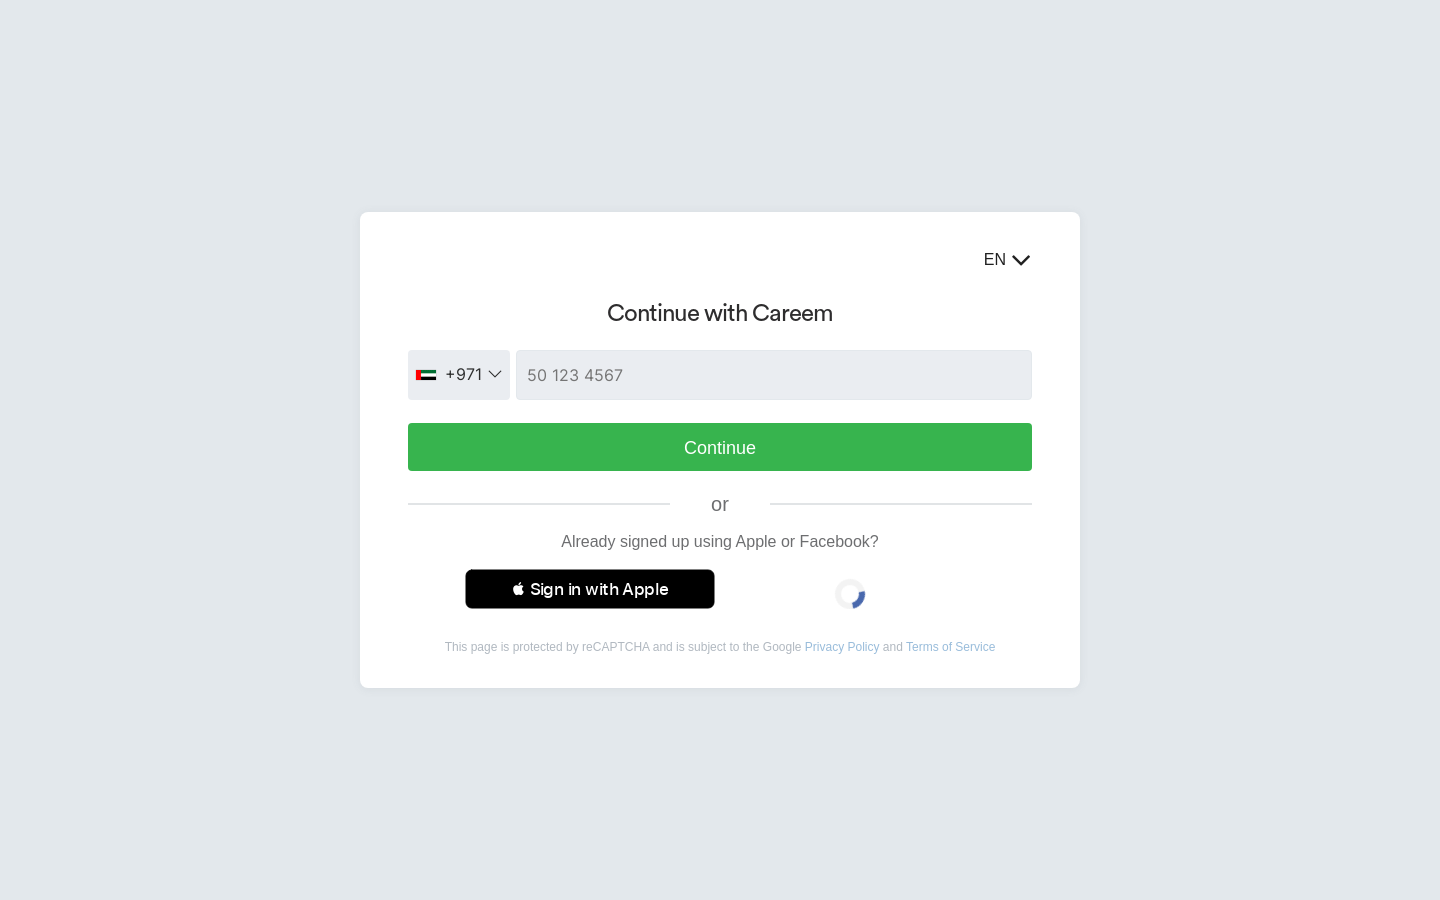 EN
Continue with Careem
+971
50 123 4567
Continue
or
Already signed up using Apple or Facebook?
Sign in with Apple
This page is protected by reCAPTCHA and is subject to the Google Privacy Policy and Terms of Service